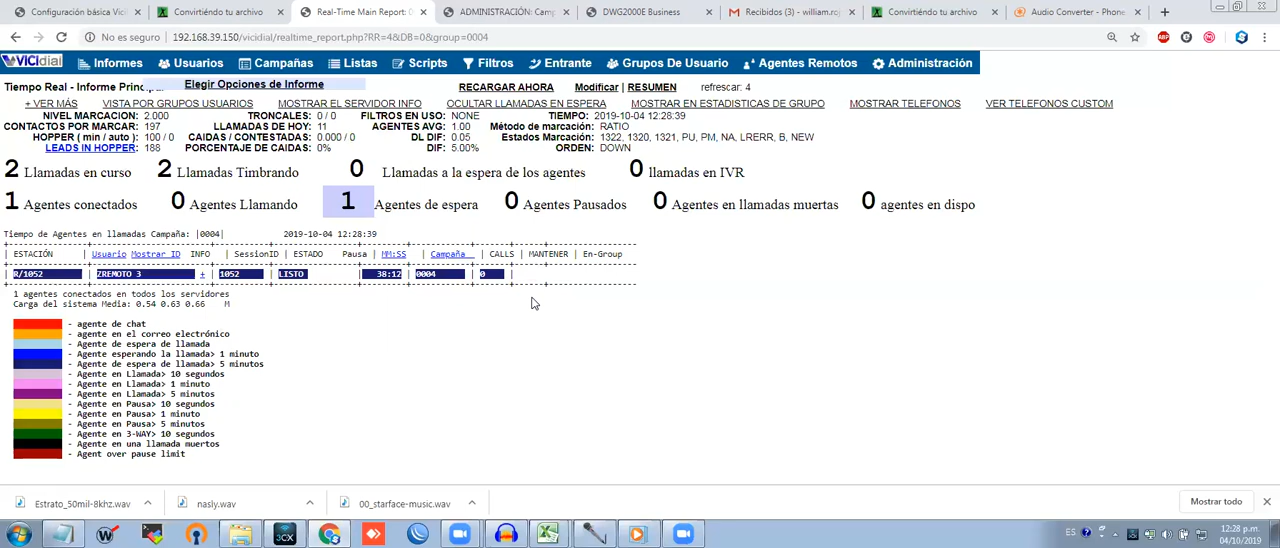 Configuración básica Vici
Convirtiéndo tu archivo
Real-Time Main Report: 0
ADMINISTRACIÓN: Camp
DWG2000E Business
Recibidos (3) - william.roj
Convirtiéndo tu archivo
Audio Converter - Phone
No es seguro | 192.168.39.150/vicidial/realtime_report.php?RR=4&DB=0&group=0004
ABP
VICIdial Informes Usuarios Campañas Listas Scripts Filtros Entrante Grupos De Usuario Agentes Remotos Administración
Tiempo Real - Informe Principal Elegir Opciones de Informe RECARGAR AHORA Modificar | RESUMEN refrescar: 4
+ VER MÁS VISTA POR GRUPOS USUARIOS MOSTRAR EL SERVIDOR INFO OCULTAR LLAMADAS EN ESPERA MOSTRAR EN ESTADISTICAS DE GRUPO MOSTRAR TELEFONOS VER TELEFONOS CUSTOM
NIVEL MARCACION: 2.000 TRONCALES: 0 / 0 FILTROS EN USO: NONE TIEMPO: 2019-10-04 12:28:39
CONTACTOS POR MARCAR: 197 LLAMADAS DE HOY: 11 AGENTES AVG: 1.00 Método de marcación: RATIO
HOPPER ( min / auto ): 100 / 0 CAIDAS / CONTESTADAS: 0.000 / 0 DL DIF: 0.05 Estados Marcación: 1322, 1320, 1321, PU, PM, NA, LRERR, B, NEW
LEADS IN HOPPER: 188 PORCENTAJE DE CAIDAS: 0% DIF: 5.00% ORDEN: DOWN
2 Llamadas en curso 2 Llamadas Timbrando 0 Llamadas a la espera de los agentes 0 llamadas en IVR
1 Agentes conectados 0 Agentes Llamando 1 Agentes de espera 0 Agentes Pausados 0 Agentes en llamadas muertas 0 agentes en dispo
Tiempo de Agentes en llamadas Campaña: |0004| 2019-10-04 12:28:39
| ESTACIÓN | Usuario Mostrar ID INFO | SessionID | ESTADO Pausa | MM:SS | Campaña | CALLS | MANTENER | En-Group
| R/1052 | ZREMOTO 3 + | 1052 | LISTO | 38:12 | 0004 | 0 |
1 agentes conectados en todos los servidores
Carga del sistema Media: 0.54 0.63 0.66 M
- agente de chat
- agente en el correo electrónico
- Agente de espera de llamada
- Agente esperando la llamada> 1 minuto
- Agente de espera de llamada> 5 minutos
- Agente en Llamada> 10 segundos
- Agente en Llamada> 1 minuto
- Agente en Llamada> 5 minutos
- Agente en Pausa> 10 segundos
- Agente en Pausa> 1 minuto
- Agente en Pausa> 5 minutos
- Agente en 3-WAY> 10 segundos
- Agente en una llamada muertos
- Agent over pause limit
Estrato_50mil-8khz.wav
nasly.wav
00_starface-music.wav
Mostrar todo
3CX
ES
12:28 p.m.
04/10/2019